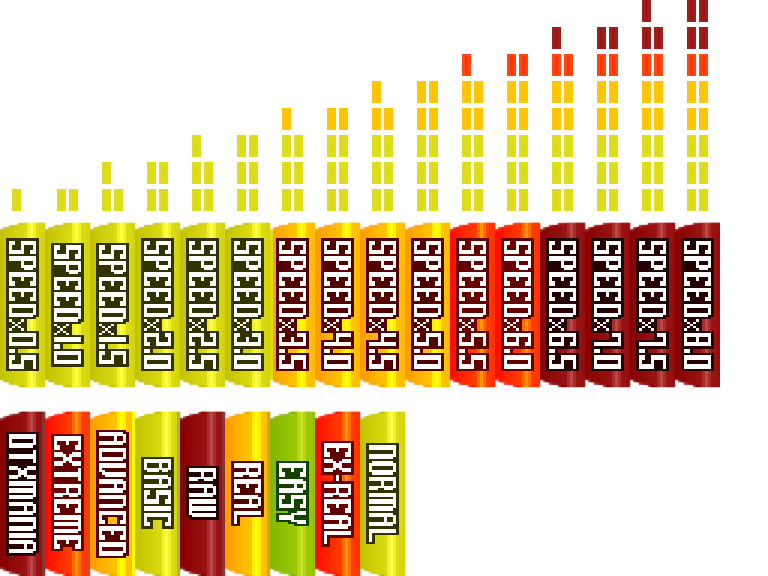 SPEED×0.5
SPEED×1.0
SPEED×1.5
SPEED×2.0
SPEED×2.5
SPEED×3.0
SPEED×3.5
SPEED×4.0
SPEED×4.5
SPEED×5.0
SPEED×5.5
SPEED×6.0
SPEED×6.5
SPEED×7.0
SPEED×7.5
SPEED×8.0
DTXMANIA
EXTREME
ADVANCED
BASIC
RAW
REAL
EASY
EX-REAL
NORMAL